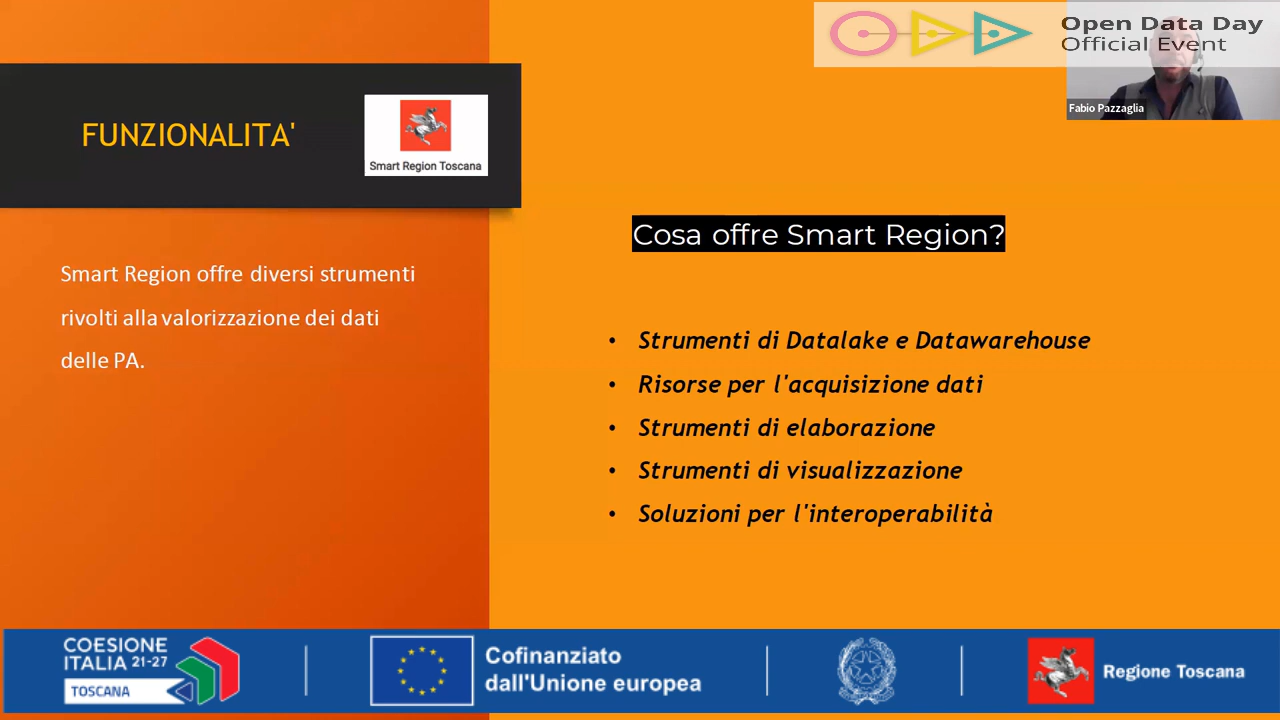 Open Data Day
Official Event
Fabio Pazzaglia
FUNZIONALITA'
Smart Region Toscana
Smart Region offre diversi strumenti
rivolti alla valorizzazione dei dati
delle PA.
Cosa offre Smart Region?
• Strumenti di Datalake e Datawarehouse
• Risorse per l'acquisizione dati
• Strumenti di elaborazione
• Strumenti di visualizzazione
• Soluzioni per l'interoperabilità
COESIONE
ITALIA 21-27
TOSCANA
Cofinanziato
dall'Unione europea
Regione Toscana